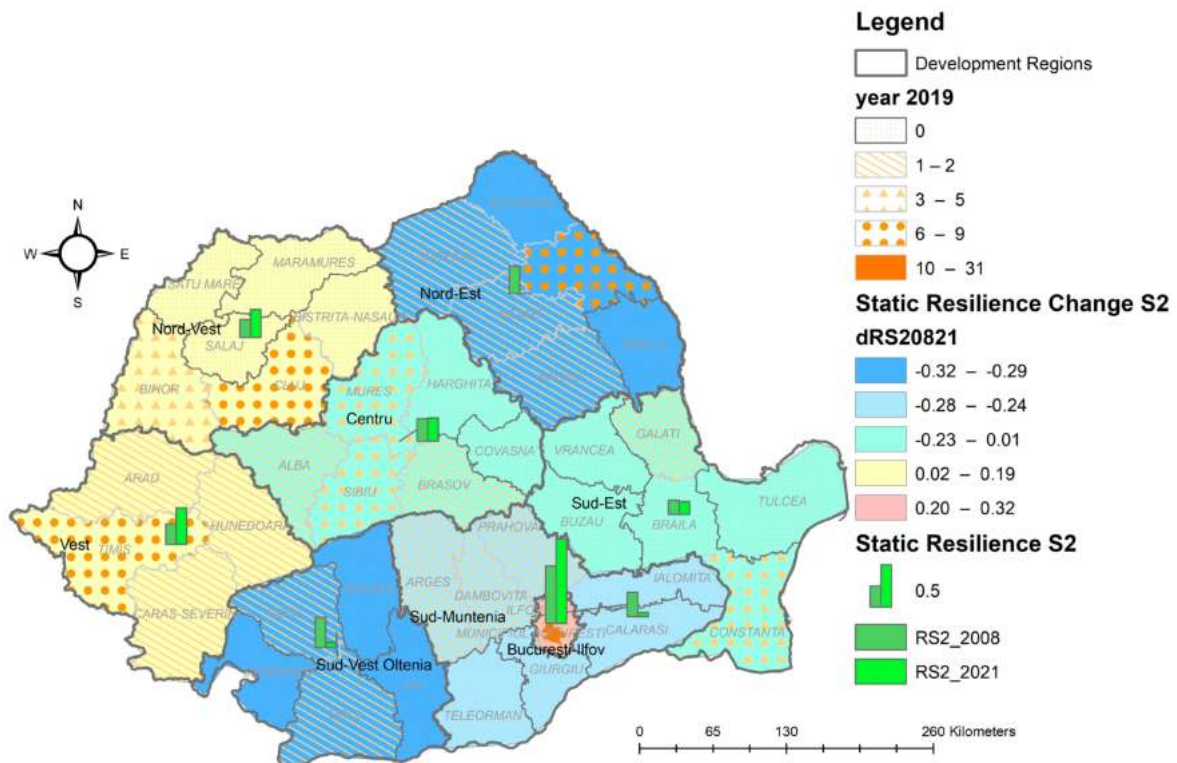 Legend
Development Regions
year 2019
0
1 – 2
3 – 5
6 – 9
10 – 31
Static Resilience Change S2
dRS20821
-0.32 – -0.29
-0.28 – -0.24
-0.23 – 0.01
0.02 – 0.19
0.20 – 0.32
Static Resilience S2
0.5
RS2_2008
RS2_2021
N
W
E
S
MARAMURES
SATU MARE
Nord-Vest
BISTRITA-NASAU
SALAJ
BIHOR
CLUJ
Nord-Est
MURES
HARGHITA
Centru
COVASNA
ALBA
SIBIU
BRASOV
VRANCEA
GALATI
Sud-Est
BUZAU
BRAILA
TULCEA
ARAD
HUNEDOARA
Vest
TIMIS
CARAS-SEVERIN
PRAHOVA
ARGES
DAMBOVITA
ILFOV
IALOMITA
Sud-Muntenia
MUNICIPIUL BUCURESTI
CALARASI
CONSTANTA
Bucuresti-Ilfov
Sud-Vest Oltenia
GIURGIU
TELEORMAN
0 65 130 260 Kilometers